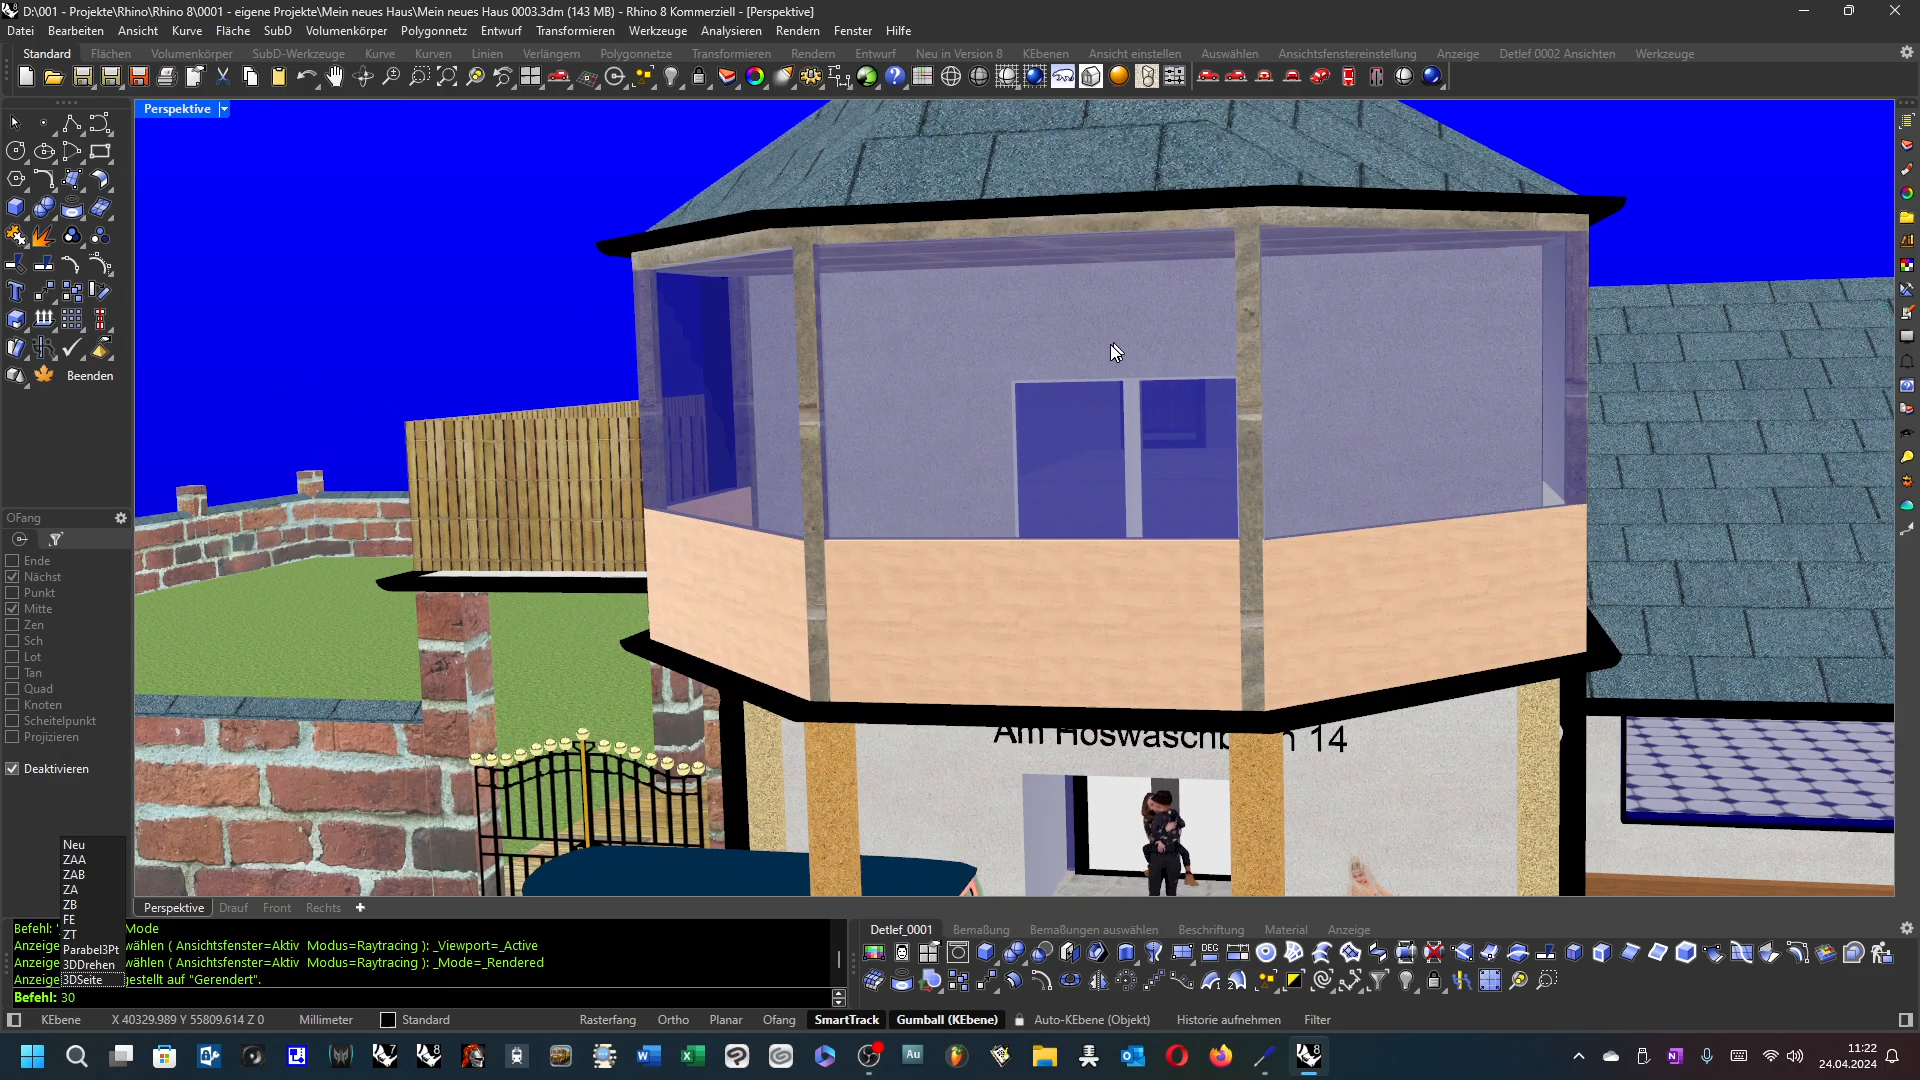 D:\001 - Projekte\Rhino\Rhino 8\0001 - eigene Projekte\Mein neues Haus\Mein neues Haus 0003.3dm (143 MB) - Rhino 8 Kommerziell - [Perspektive]
Datei Bearbeiten Ansicht Kurve Fläche SubD Volumenkörper Polygonnetz Entwurf Transformieren Werkzeuge Analysieren Rendern Fenster Hilfe
Standard Flächen Volumenkörper SubD-Werkzeuge Kurve Kurven Linien Verlängern Polygonnetze Transformieren Rendern Entwurf Neu in Version 8 KEbenen Ansicht einstellen Auswählen Ansichtsfenstereinstellung Anzeige Detlef 0002 Ansichten Werkzeuge
Perspektive
Beenden
OFang
Ende
Nächst
Punkt
Mitte
Zen
Sch
Lot
Tan
Quad
Knoten
Scheitelpunkt
Projizieren
Deaktivieren
Am Hoswaschb 14
Neu
ZAA
ZAB
ZA
ZB
FE
ZT
Parabel3Pt
3DDrehen
3DSeite
Perspektive Drauf Front Rechts
Befehl: Mode
Anzeige wählen ( Ansichtsfenster=Aktiv Modus=Raytracing ): _Viewport=_Active
Anzeige wählen ( Ansichtsfenster=Aktiv Modus=Raytracing ): _Mode=_Rendered
Anzeige gestellt auf "Gerendert".
Befehl: 30
Detlef_0001 Bemaßung Bemaßungen auswählen Beschriftung Material Anzeige
DEG
KEbene X 40329.989 Y 55809.614 Z 0 Millimeter Standard Rasterfang Ortho Planar Ofang SmartTrack Gumball (KEbene) Auto-KEbene (Objekt) Historie aufnehmen Filter
Au
11:22
24.04.2024